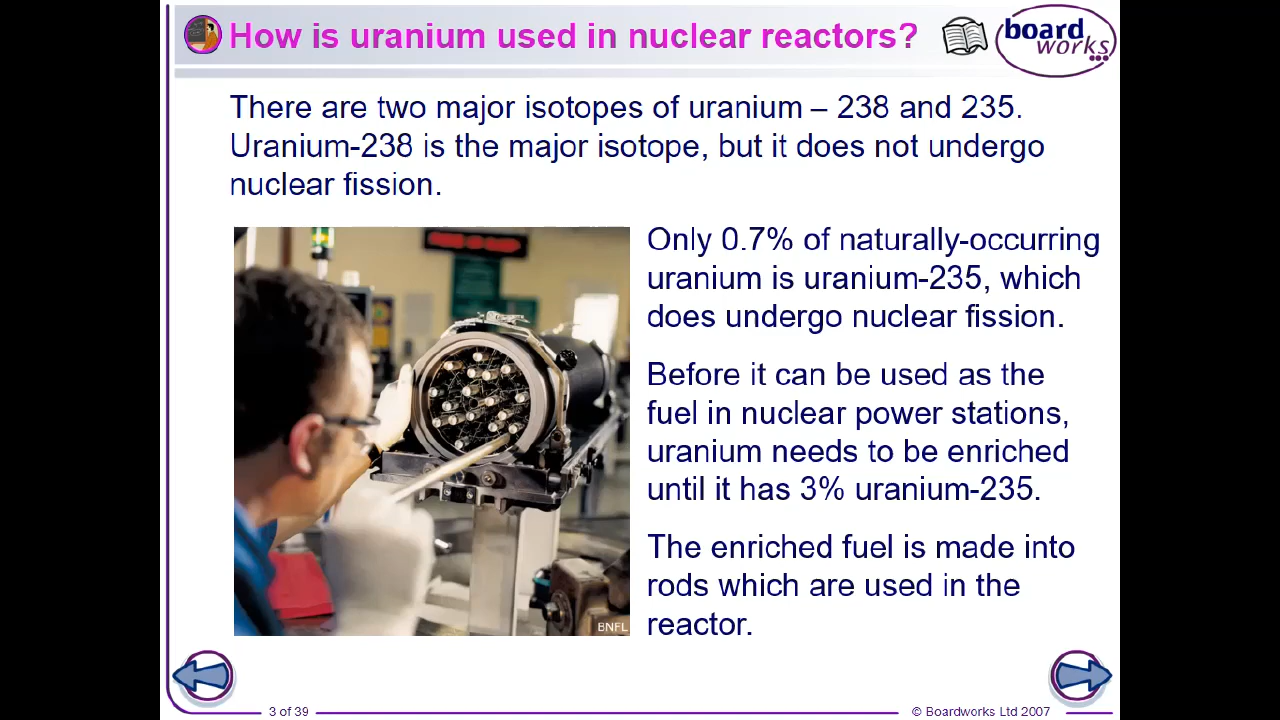 How is uranium used in nuclear reactors?
board
works
There are two major isotopes of uranium – 238 and 235.
Uranium-238 is the major isotope, but it does not undergo
nuclear fission.
Only 0.7% of naturally-occurring
uranium is uranium-235, which
does undergo nuclear fission.
Before it can be used as the
fuel in nuclear power stations,
uranium needs to be enriched
until it has 3% uranium-235.
The enriched fuel is made into
rods which are used in the
reactor.
BNFL
3 of 39
© Boardworks Ltd 2007